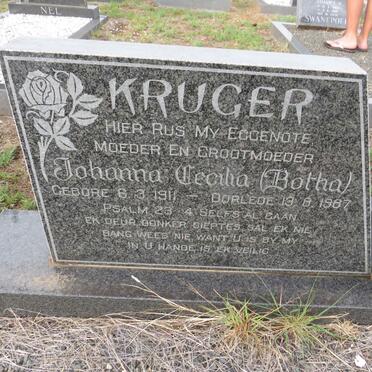 NEL
SWANEPOEL
KRUGER
HIER RUS MY EGGENOTE
MOEDER EN GROOTMOEDER
Johanna Cecilia (Botha)
GEBORE 8.3.1911 — OORLEDE 19.8.1987
PSALM 23:4 SELFS AL GAAN
EK DEUR DONKER DIEPTES, SAL EK NIE
BANG WEES NIE, WANT U IS BY MY
IN U HANDE IS EK VEILIG